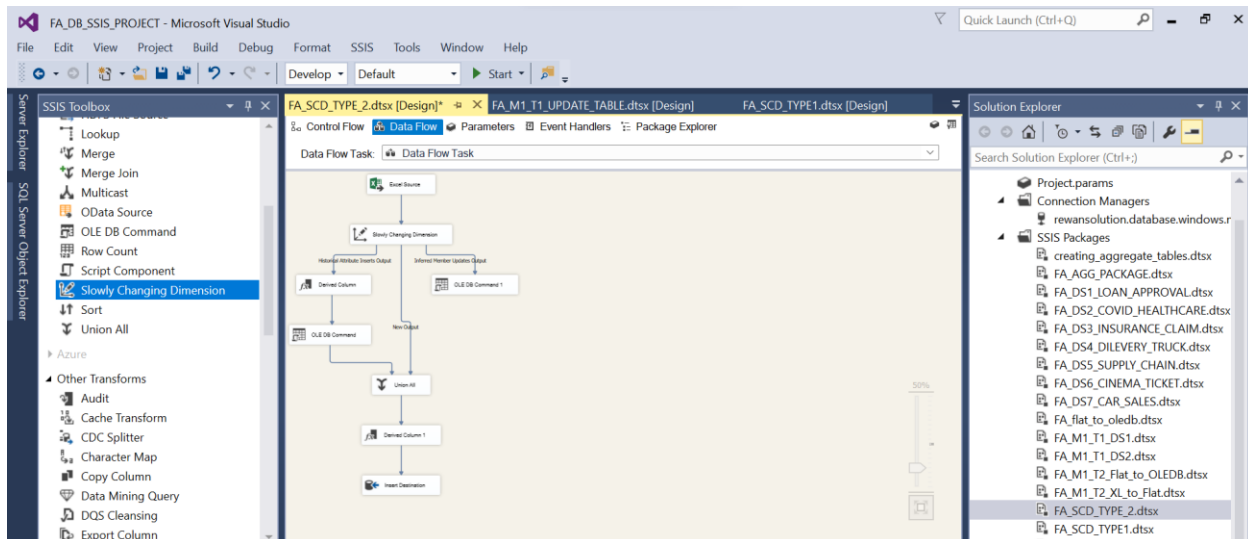 FA_DB_SSIS_PROJECT - Microsoft Visual Studio
Quick Launch (Ctrl+Q)
File Edit View Project Build Debug Format SSIS Tools Window Help
Develop Default Start
Server Explorer
SQL Server Object Explorer
SSIS Toolbox
Lookup
Merge
Merge Join
Multicast
OData Source
OLE DB Command
Row Count
Script Component
Slowly Changing Dimension
Sort
Union All
Azure
Other Transforms
Audit
Cache Transform
CDC Splitter
Character Map
Copy Column
Data Mining Query
DQS Cleansing
Export Column
FA_SCD_TYPE_2.dtsx [Design]* FA_M1_T1_UPDATE_TABLE.dtsx [Design] FA_SCD_TYPE1.dtsx [Design]
Control Flow Data Flow Parameters Event Handlers Package Explorer
Data Flow Task: Data Flow Task
Excel Source
Slowly Changing Dimension
Historical Attribute Inserts Output Inferred Member Updates Output
Derived Column OLE DB Command 1
New Output
OLE DB Command
Union All
50%
Derived Column 1
Insert Destination
Solution Explorer
Search Solution Explorer (Ctrl+;)
Project.params
Connection Managers
rewansolution.database.windows.r
SSIS Packages
creating_aggregate_tables.dtsx
FA_AGG_PACKAGE.dtsx
FA_DS1_LOAN_APPROVAL.dtsx
FA_DS2_COVID_HEALTHCARE.dtsx
FA_DS3_INSURANCE_CLAIM.dtsx
FA_DS4_DILEVERY_TRUCK.dtsx
FA_DS5_SUPPLY_CHAIN.dtsx
FA_DS6_CINEMA_TICKET.dtsx
FA_DS7_CAR_SALES.dtsx
FA_flat_to_oledb.dtsx
FA_M1_T1_DS1.dtsx
FA_M1_T1_DS2.dtsx
FA_M1_T2_Flat_to_OLEDB.dtsx
FA_M1_T2_XL_to_Flat.dtsx
FA_SCD_TYPE_2.dtsx
FA_SCD_TYPE1.dtsx